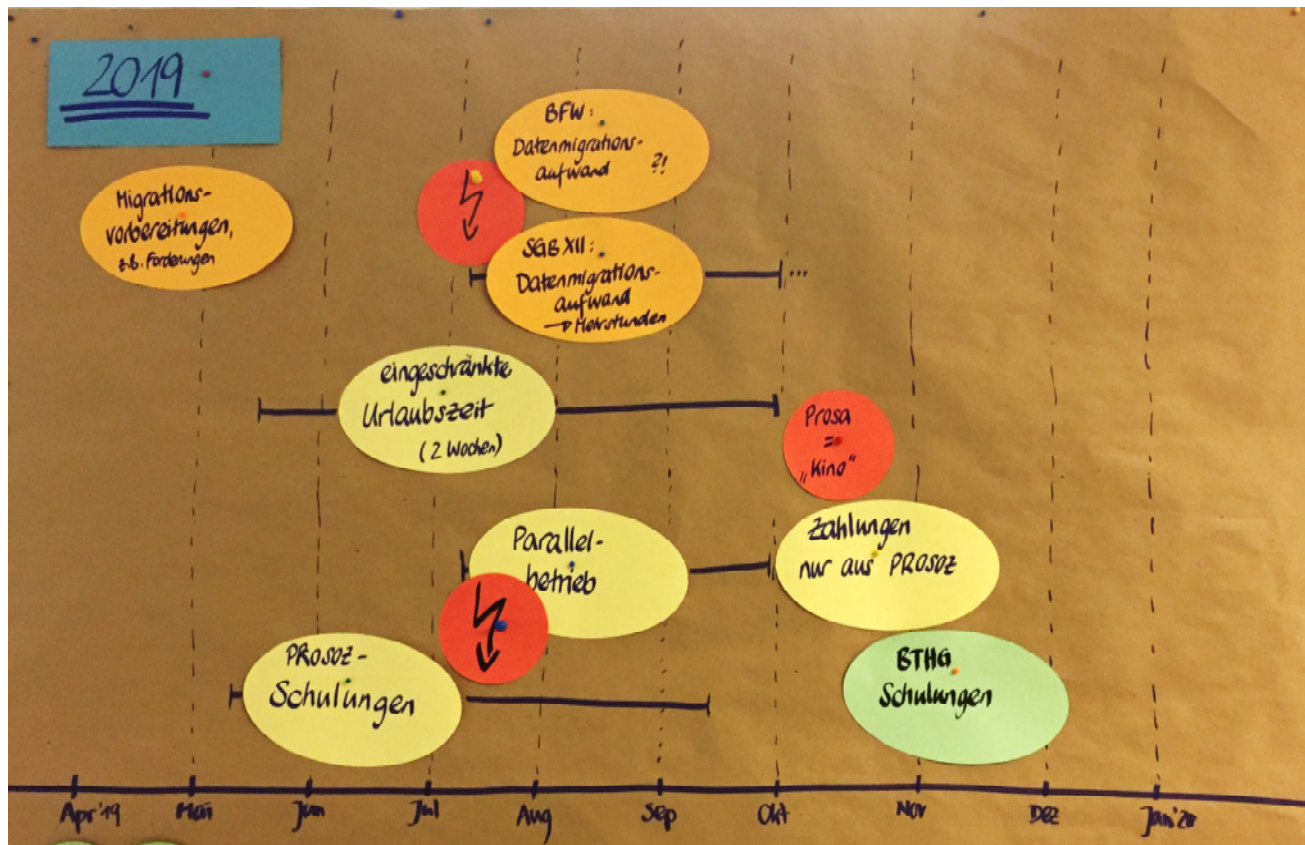 2019
BFW:
Datenmigrations-
aufwand ?!
Migrations-
vorbereitungen,
z.B. Forderungen
SGB XII:
Datenmigrations-
aufwand
→ Mehrstunden
...
eingeschränkte
Urlaubszeit
(2 Wochen)
Prosa
=
„Kino“
Parallel-
betrieb
Zahlungen
nur aus PROSOZ
PROSOZ-
Schulungen
BTHG
Schulungen
Apr'19 Mai Jun Jul Aug Sep Okt Nov Dez Jan'20